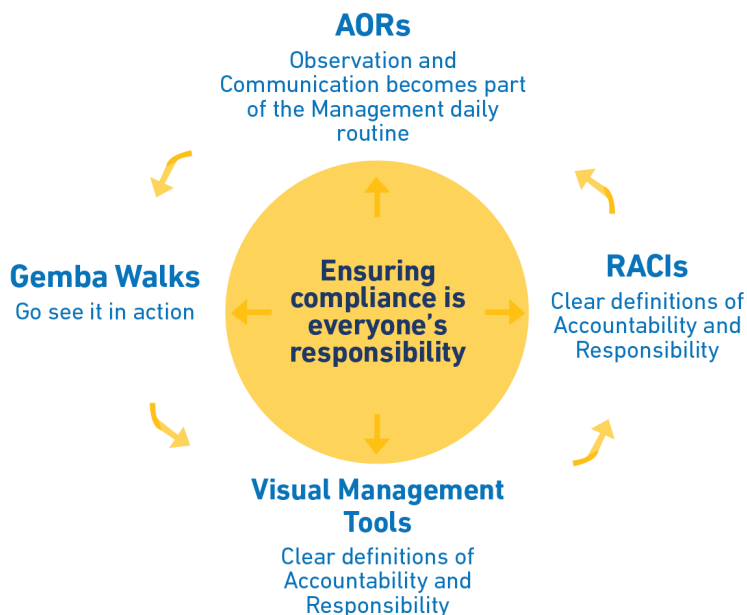 AORs
Observation and
Communication becomes part
of the Management daily
routine
Gemba Walks
Go see it in action
Ensuring
compliance is
everyone's
responsibility
RACIs
Clear definitions of
Accountability and
Responsibility
Visual Management
Tools
Clear definitions of
Accountability and
Responsibility